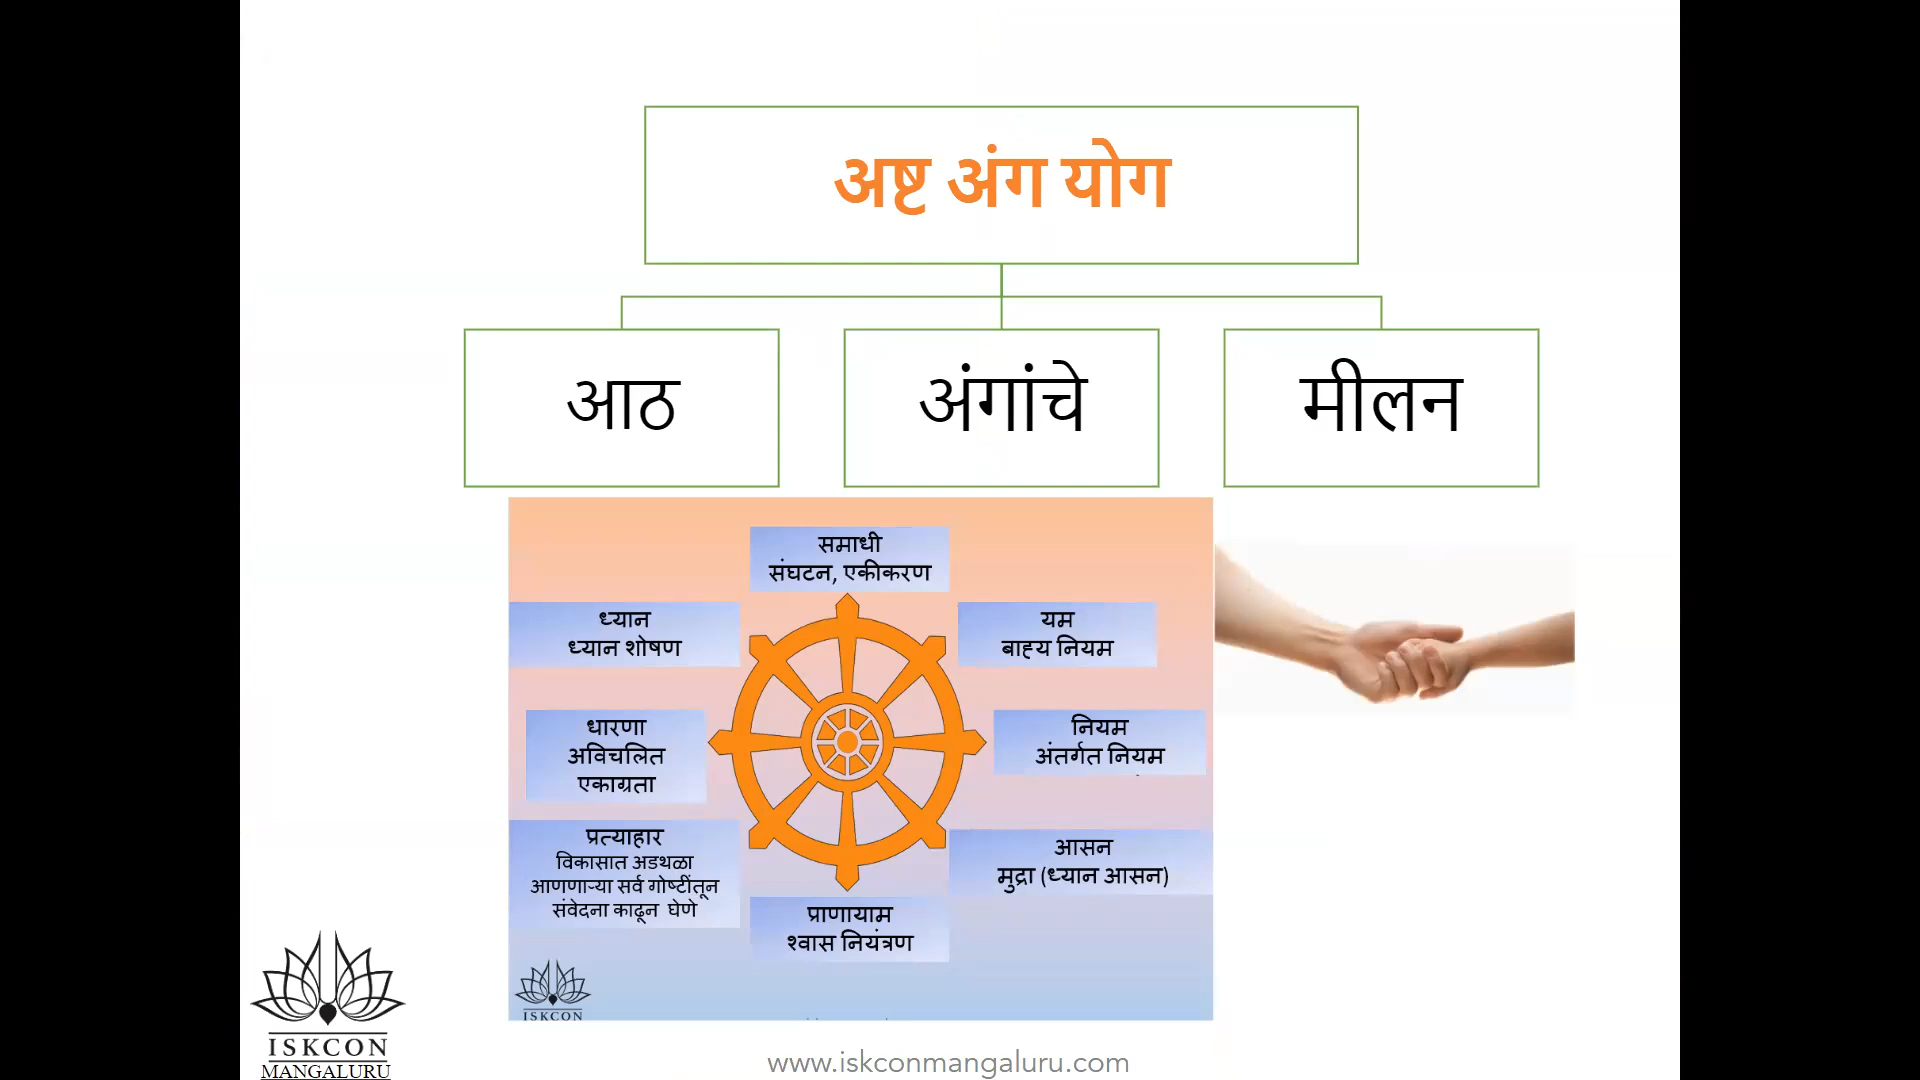 अष्ट अंग योग
आठ
अंगांचे
मीलन
समाधी
संघटन, एकीकरण
ध्यान
ध्यान शोषण
यम
बाह्य नियम
धारणा
अविचलित
एकाग्रता
नियम
अंतर्गत नियम
प्रत्याहार
विकासात अडथळा
आणणाऱ्या सर्व गोष्टींतून
संवेदना काढून घेणे
आसन
मुद्रा (ध्यान आसन)
प्राणायाम
श्वास नियंत्रण
ISKCON
ISKCON
MANGALURU
www.iskconmangaluru.com